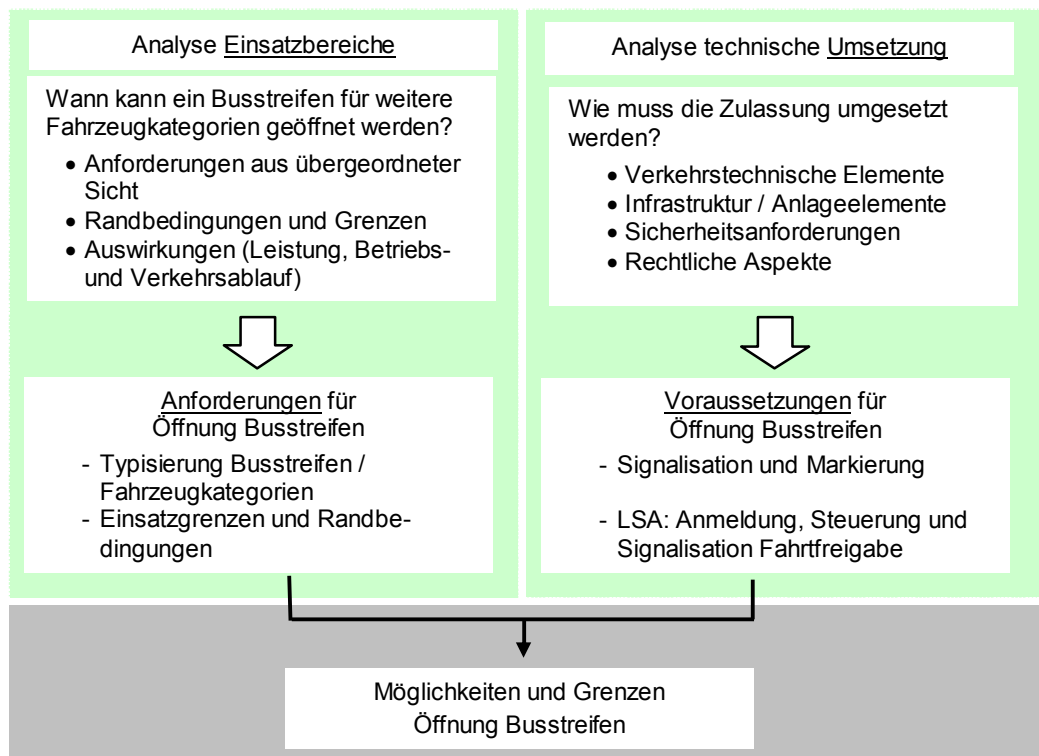 Analyse Einsatzbereiche
Wann kann ein Busstreifen für weitere
Fahrzeugkategorien geöffnet werden?
• Anforderungen aus übergeordneter
Sicht
• Randbedingungen und Grenzen
• Auswirkungen (Leistung, Betriebs-
und Verkehrsablauf)
Anforderungen für
Öffnung Busstreifen
- Typisierung Busstreifen /
Fahrzeugkategorien
- Einsatzgrenzen und Randbe-
dingungen
Analyse technische Umsetzung
Wie muss die Zulassung umgesetzt
werden?
• Verkehrstechnische Elemente
• Infrastruktur / Anlageelemente
• Sicherheitsanforderungen
• Rechtliche Aspekte
Voraussetzungen für
Öffnung Busstreifen
- Signalisation und Markierung
- LSA: Anmeldung, Steuerung und
Signalisation Fahrtfreigabe
Möglichkeiten und Grenzen
Öffnung Busstreifen